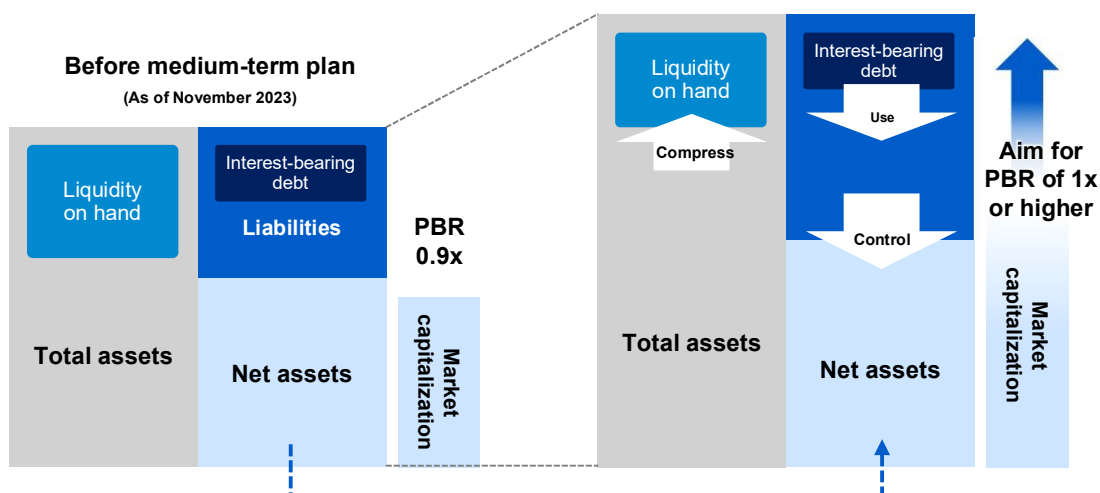 Before medium-term plan
(As of November 2023)
Liquidity
on hand
Interest-bearing
debt
Liabilities
PBR
0.9x
Total assets
Net assets
Market
capitalization
Liquidity
on hand
Compress
Interest-bearing
debt
Use
Control
Total assets
Net assets
Aim for
PBR of 1x
or higher
Market
capitalization